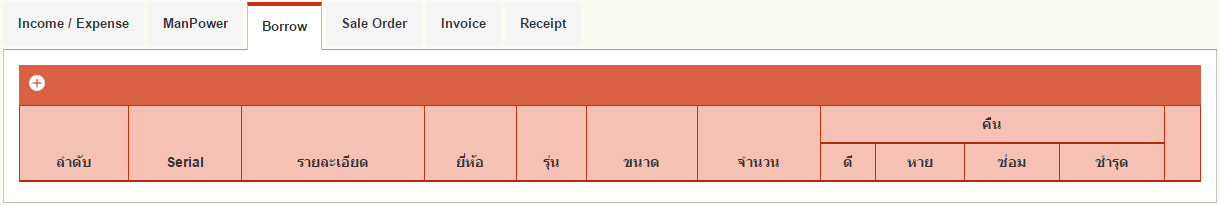 Income / Expense ManPower Borrow Sale Order Invoice Receipt
คืน
ลำดับ Serial รายละเอียด ยี่ห้อ รุ่น ขนาด จำนวน ดี หาย ซ่อม ชำรุด